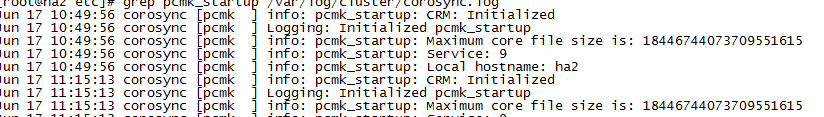 [root@ha2 etc]# grep pcmk_startup /var/log/cluster/corosync.log
Jun 17 10:49:56 corosync [pcmk  ] info: pcmk_startup: CRM: Initialized
Jun 17 10:49:56 corosync [pcmk  ] Logging: Initialized pcmk_startup
Jun 17 10:49:56 corosync [pcmk  ] info: pcmk_startup: Maximum core file size is: 18446744073709551615
Jun 17 10:49:56 corosync [pcmk  ] info: pcmk_startup: Service: 9
Jun 17 10:49:56 corosync [pcmk  ] info: pcmk_startup: Local hostname: ha2
Jun 17 11:15:13 corosync [pcmk  ] info: pcmk_startup: CRM: Initialized
Jun 17 11:15:13 corosync [pcmk  ] Logging: Initialized pcmk_startup
Jun 17 11:15:13 corosync [pcmk  ] info: pcmk_startup: Maximum core file size is: 18446744073709551615